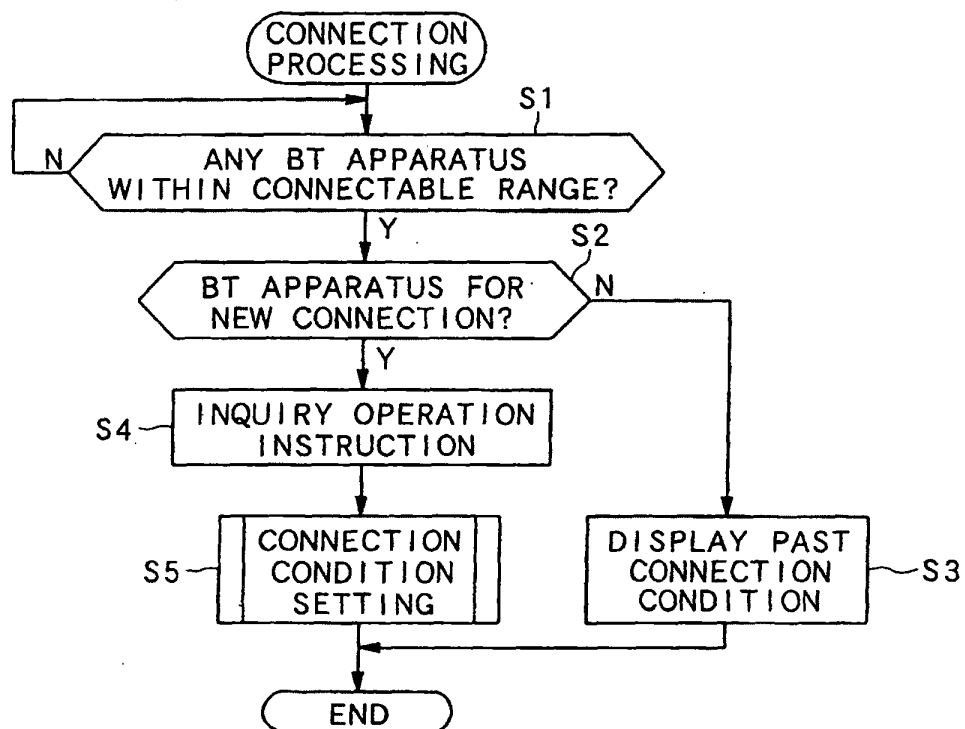 CONNECTION
PROCESSING
S1
N
ANY BT APPARATUS
WITHIN CONNECTABLE RANGE?
Y
S2
BT APPARATUS FOR
NEW CONNECTION?
N
Y
S4
INQUIRY OPERATION
INSTRUCTION
S5
CONNECTION
CONDITION
SETTING
DISPLAY PAST
CONNECTION
CONDITION
S3
END